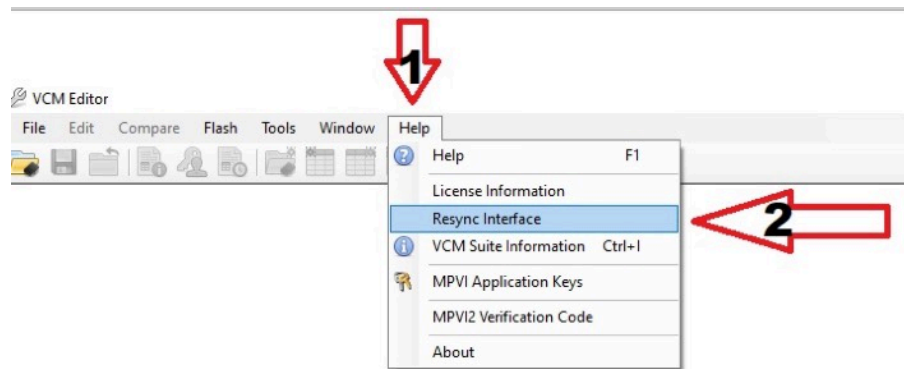 1
VCM Editor
File Edit Compare Flash Tools Window Help
Help F1
License Information
Resync Interface
2
VCM Suite Information Ctrl+I
MPVI Application Keys
MPVI2 Verification Code
About